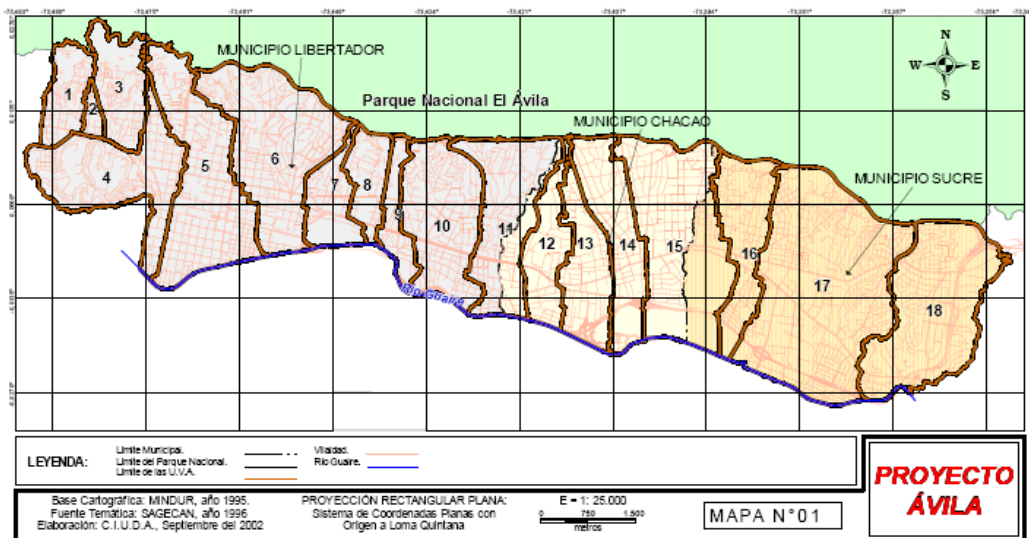 MUNICIPIO LIBERTADOR
Parque Nacional El Ávila
MUNICIPIO CHACAO
MUNICIPIO SUCRE
N
W E
S
1
2
3
4
5
6
7
8
9
10
11
12
13
14
15
16
17
18
Río Guaire
LEYENDA:
Límite Municipal.
Límite del Parque Nacional.
Límite de las U.V.A.
Vialidad.
Río Guaire.
Base Cartográfica: MINDUR, año 1995.
Fuente Temática: SAGECAN, año 1996
Elaboración: C.I.U.D.A., Septiembre del 2002
PROYECCIÓN RECTANGULAR PLANA:
Sistema de Coordenadas Planas con
Origen a Loma Quintana
E = 1: 25.000
0 750 1.500
metros
MAPA N°01
PROYECTO
ÁVILA